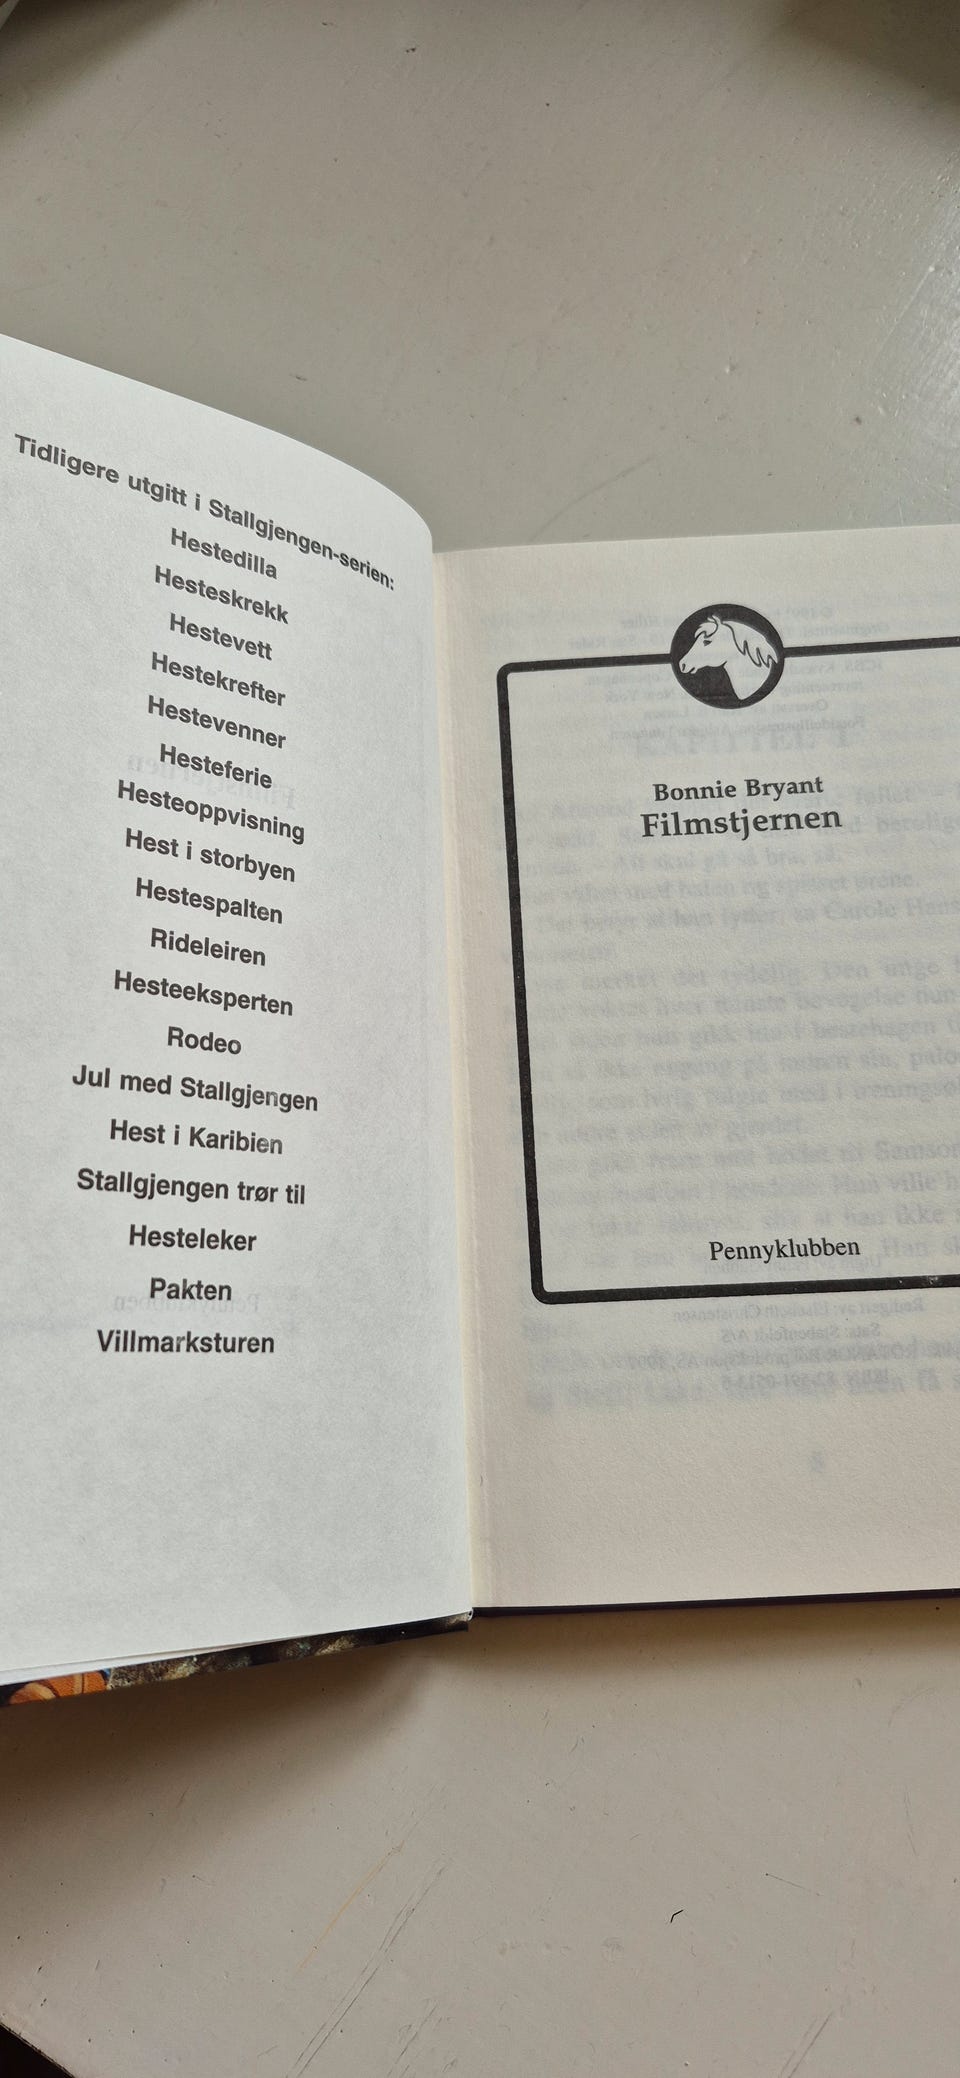 Tidligere utgitt i Stallgjengen-serien:
Hestedilla
Hesteskrekk
Hestevett
Hestekrefter
Hestevenner
Hesteferie
Hesteoppvisning
Hest i storbyen
Hestespalten
Rideleiren
Hesteeksperten
Rodeo
Jul med Stallgjengen
Hest i Karibien
Stallgjengen trør til
Hesteleker
Pakten
Villmarksturen
Bonnie Bryant
Filmstjernen
Pennyklubben